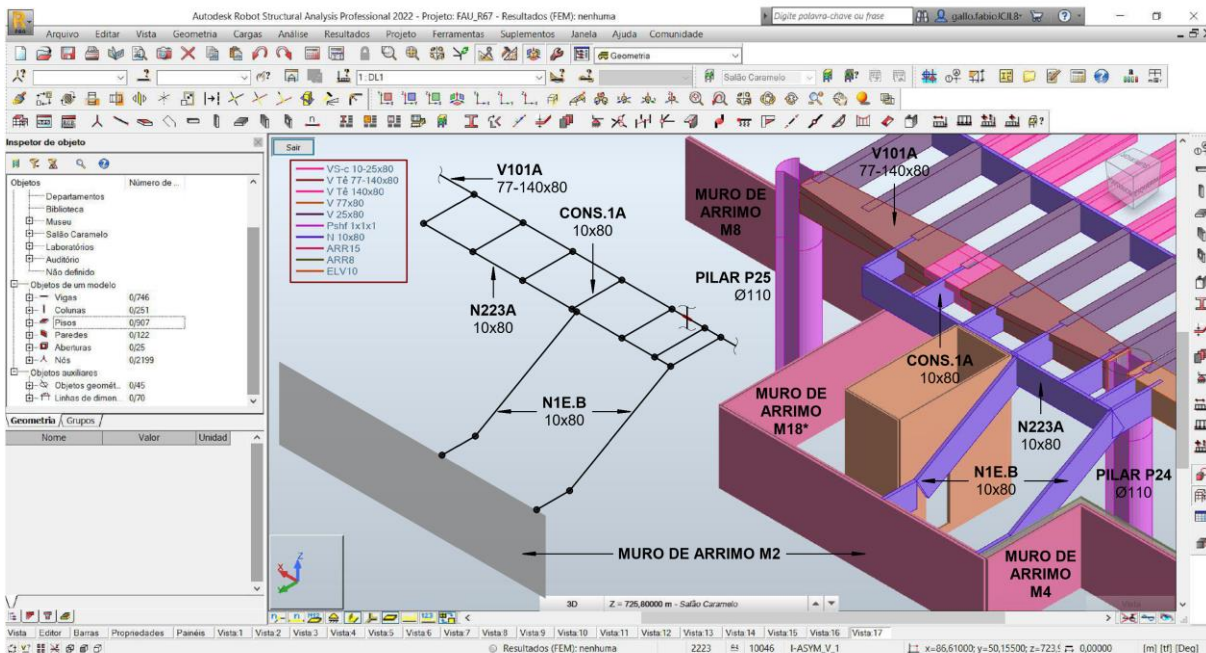 Autodesk Robot Structural Analysis Professional 2022 - Projeto: FAU_R67 - Resultados (FEM): nenhuma
Digite palavra-chave ou frase
gallo.fabioICJL8
Arquivo Editar Vista Geometria Cargas Análise Resultados Projeto Ferramentas Suplementos Janela Ajuda Comunidade
Geometria
1: DL1
Salão Caramelo
Inspetor de objeto
Objetos Número de ...
Departamentos
Biblioteca
Museu
Salão Caramelo
Laboratórios
Auditório
Não definido
Objetos de um modelo
Vigas 0/746
Colunas 0/251
Pisos 0/907
Paredes 0/122
Aberturas 0/25
Nós 0/2199
Objetos auxiliares
Objetos geomét... 0/45
Linhas de dimen... 0/70
Geometria Grupos
Nome Valor Unidad
Sair
VS-c 10-25x80
V Tê 77-140x80
V Tê 140x80
V 77x80
V 25x80
Pshf 1x1x1
N 10x80
ARR15
ARR8
ELV10
V101A
77-140x80
CONS.1A
10x80
N223A
10x80
N1E.B
10x80
MURO DE ARRIMO M2
V101A
77-140x80
MURO DE
ARRIMO
M8
PILAR P25
Ø110
CONS.1A
10x80
MURO DE
ARRIMO
M18*
N223A
10x80
N1E.B
10x80
PILAR P24
Ø110
MURO DE
ARRIMO
M4
3D Z = 725,80000 m - Salão Caramelo
Vista Editor Barras Propriedades Painéis Vista:1 Vista:2 Vista:3 Vista:4 Vista:5 Vista:6 Vista:7 Vista:8 Vista:9 Vista:10 Vista:11 Vista:12 Vista:13 Vista:14 Vista:15 Vista:16 Vista:17
Resultados (FEM): nenhuma 2223 10046 I-ASYM_V_1 x=86,61000; y=50,15500; z=723,5 0,00000 [m] [tf] [Deg]